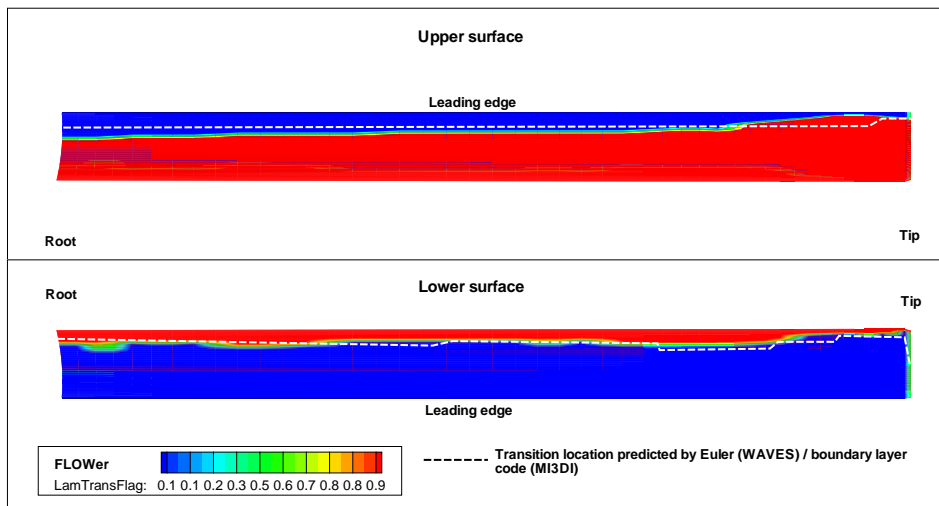 Upper surface
Leading edge
Root
Tip
Root
Lower surface
Tip
Leading edge
FLOWer
LamTransFlag: 0.1 0.1 0.2 0.3 0.5 0.6 0.7 0.8 0.8 0.9
Transition location predicted by Euler (WAVES) / boundary layer
code (MI3DI)